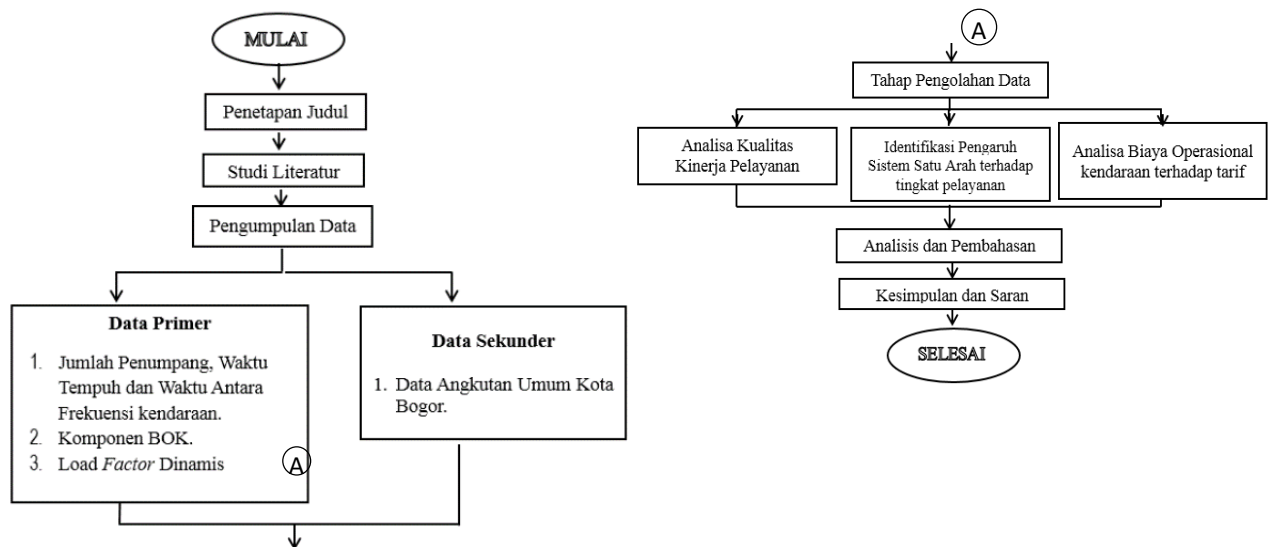 MULAI
Penetapan Judul
Studi Literatur
Pengumpulan Data
Data Primer
1. Jumlah Penumpang, Waktu
Tempuh dan Waktu Antara
Frekuensi kendaraan.
2. Komponen BOK.
3. Load Factor Dinamis
A
Data Sekunder
1. Data Angkutan Umum Kota
Bogor.
A
Tahap Pengolahan Data
Analisa Kualitas
Kinerja Pelayanan
Identifikasi Pengaruh
Sistem Satu Arah terhadap
tingkat pelayanan
Analisa Biaya Operasional
kendaraan terhadap tarif
Analisis dan Pembahasan
Kesimpulan dan Saran
SELESAI